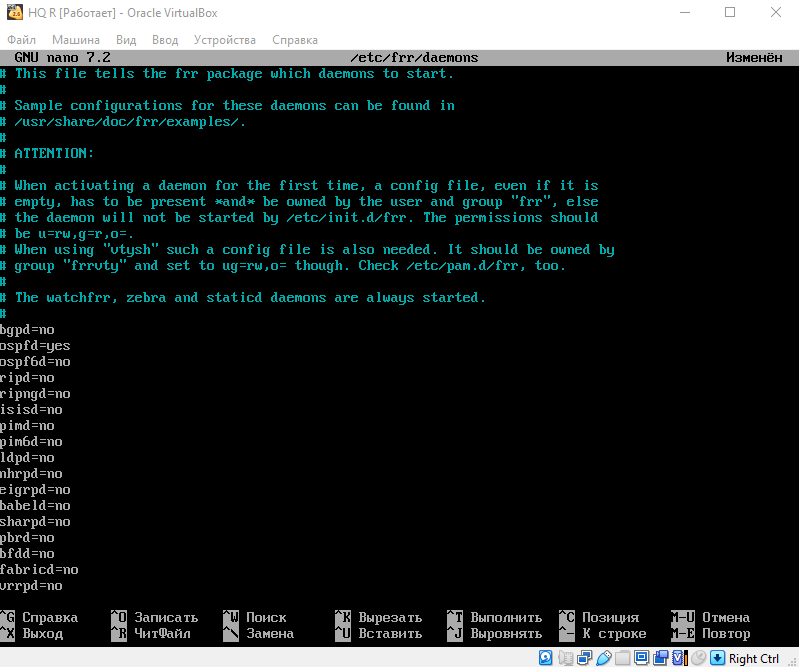 HQ R [Работает] - Oracle VirtualBox
Файл Машина Вид Ввод Устройства Справка
GNU nano 7.2 /etc/frr/daemons Изменён
# This file tells the frr package which daemons to start.
#
# Sample configurations for these daemons can be found in
# /usr/share/doc/frr/examples/.
#
# ATTENTION:
#
# When activating a daemon for the first time, a config file, even if it is
# empty, has to be present *and* be owned by the user and group "frr", else
# the daemon will not be started by /etc/init.d/frr. The permissions should
# be u=rw,g=r,o=.
# When using "vtysh" such a config file is also needed. It should be owned by
# group "frrvty" and set to ug=rw,o= though. Check /etc/pam.d/frr, too.
#
# The watchfrr, zebra and staticd daemons are always started.
#
bgpd=no
ospfd=yes
ospf6d=no
ripd=no
ripngd=no
isisd=no
pimd=no
pim6d=no
ldpd=no
nhrpd=no
eigrpd=no
babeld=no
sharpd=no
pbrd=no
bfdd=no
fabricd=no
vrrpd=no
^G Справка ^O Записать ^W Поиск ^K Вырезать ^T Выполнить ^C Позиция M-U Отмена
^X Выход ^R ЧитФайл ^\ Замена ^U Вставить ^J Выровнять ^- К строке M-E Повтор
Right Ctrl